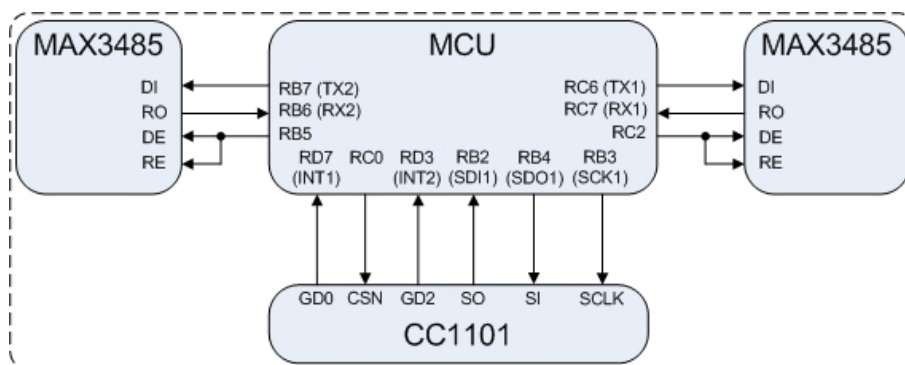 MAX3485
MCU
MAX3485
DI
RB7 (TX2)
RC6 (TX1)
DI
RO
RB6 (RX2)
RC7 (RX1)
RO
DE
RB5
RC2
DE
RE
RD7 RC0 RD3 RB2 RB4 RB3
RE
(INT1) (INT2) (SDI1) (SDO1) (SCK1)
GD0 CSN GD2 SO SI SCLK
CC1101